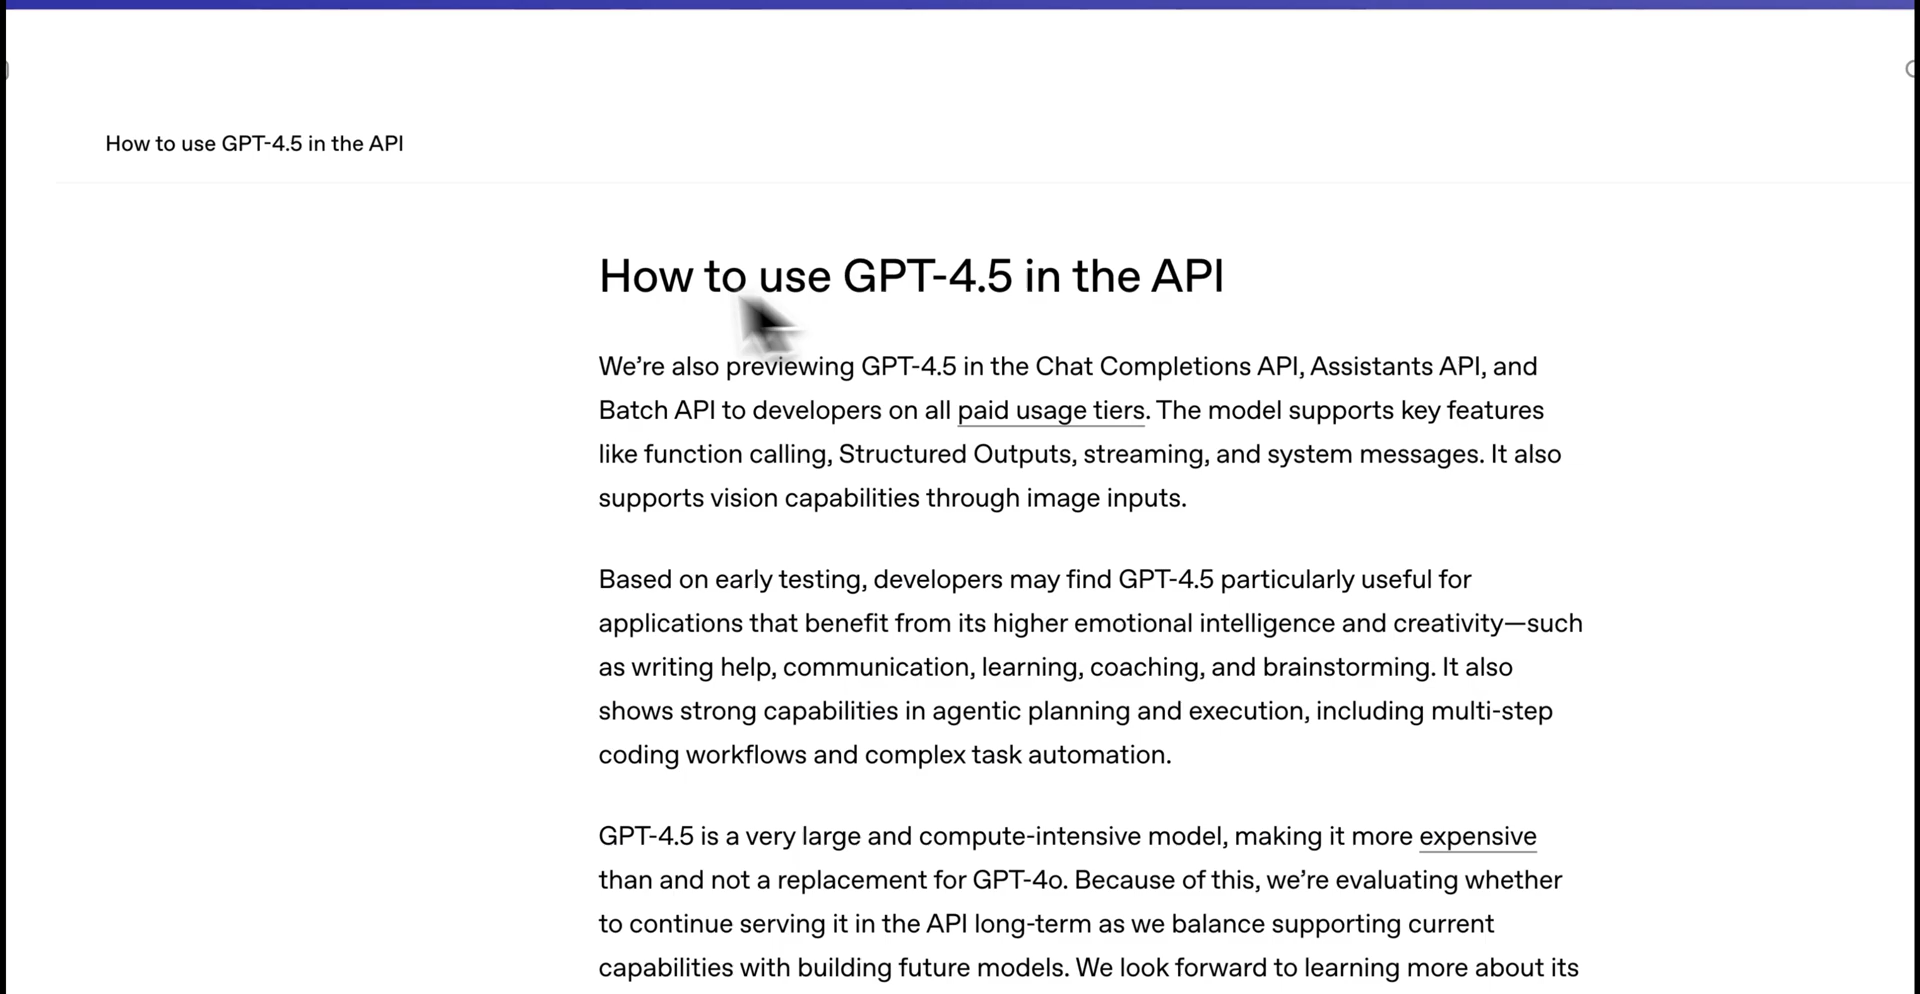 How to use GPT-4.5 in the API
How to use GPT-4.5 in the API
We’re also previewing GPT-4.5 in the Chat Completions API, Assistants API, and
Batch API to developers on all paid usage tiers. The model supports key features
like function calling, Structured Outputs, streaming, and system messages. It also
supports vision capabilities through image inputs.
Based on early testing, developers may find GPT-4.5 particularly useful for
applications that benefit from its higher emotional intelligence and creativity—such
as writing help, communication, learning, coaching, and brainstorming. It also
shows strong capabilities in agentic planning and execution, including multi-step
coding workflows and complex task automation.
GPT-4.5 is a very large and compute-intensive model, making it more expensive
than and not a replacement for GPT-4o. Because of this, we’re evaluating whether
to continue serving it in the API long-term as we balance supporting current
capabilities with building future models. We look forward to learning more about its